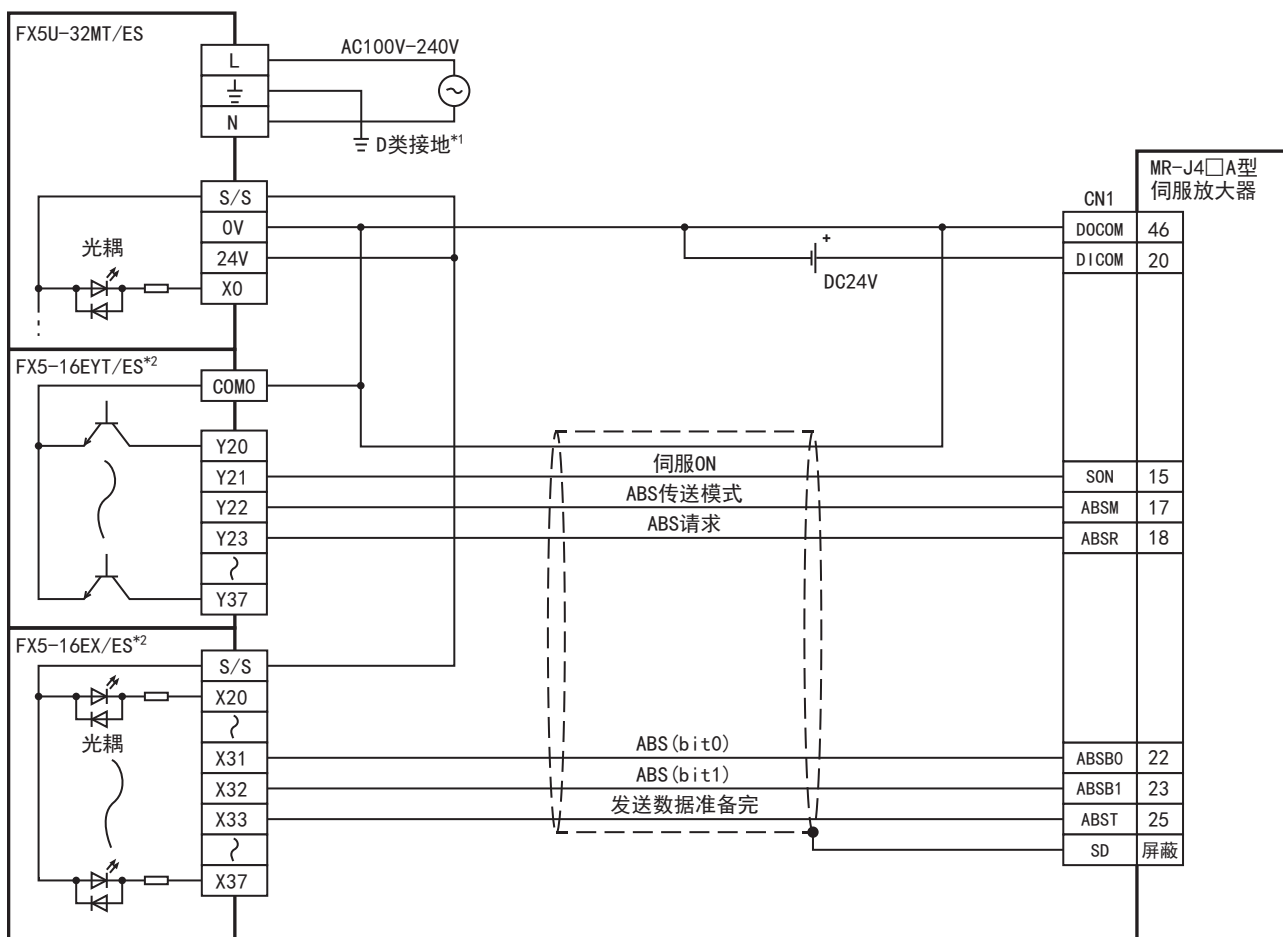 FX5U-32MT/ES
L
AC100V-240V
N
D类接地*1
S/S
0V
24V
X0
光耦
MR-J4□A型
伺服放大器
CN1
DOCOM 46
DICOM 20
+
DC24V
FX5-16EYT/ES*2
COM0
Y20
Y21 伺服ON SON 15
Y22 ABS传送模式 ABSM 17
Y23 ABS请求 ABSR 18
Y37
FX5-16EX/ES*2
S/S
X20
光耦
X31 ABS(bit0) ABSB0 22
X32 ABS(bit1) ABSB1 23
X33 发送数据准备完 ABST 25
SD 屏蔽
X37